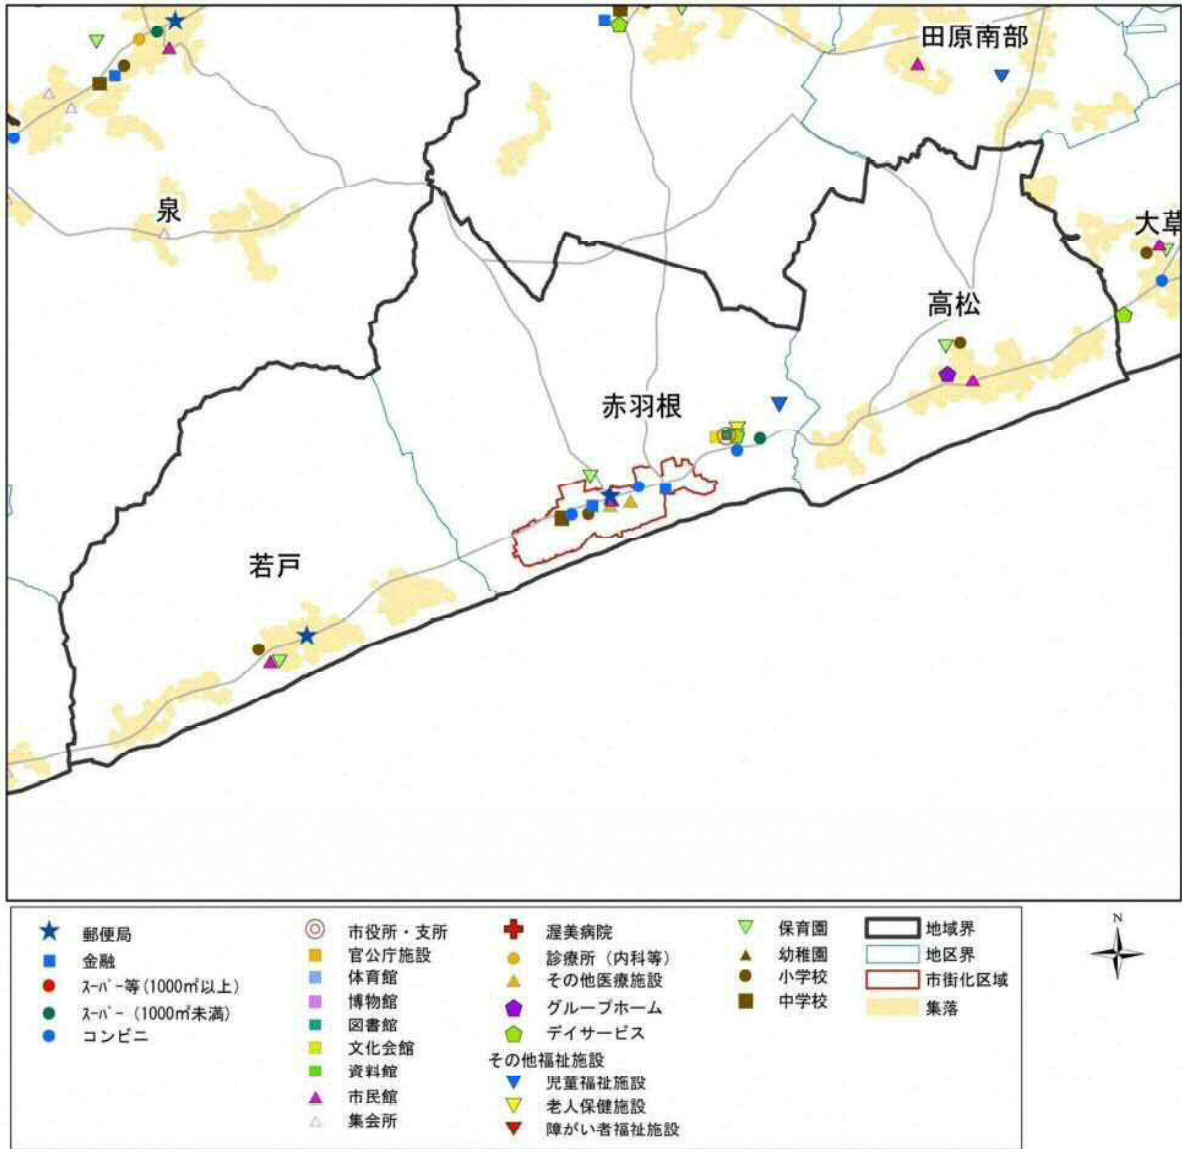 田原南部
泉
大草
高松
赤羽根
若戸
N
郵便局
金融
スーパー等(1000㎡以上)
スーパー(1000㎡未満)
コンビニ
市役所・支所
官公庁施設
体育館
博物館
図書館
文化会館
資料館
市民館
集会所
渥美病院
診療所(内科等)
その他医療施設
グループホーム
デイサービス
その他福祉施設
児童福祉施設
老人保健施設
障がい者福祉施設
保育園
幼稚園
小学校
中学校
地域界
地区界
市街化区域
集落